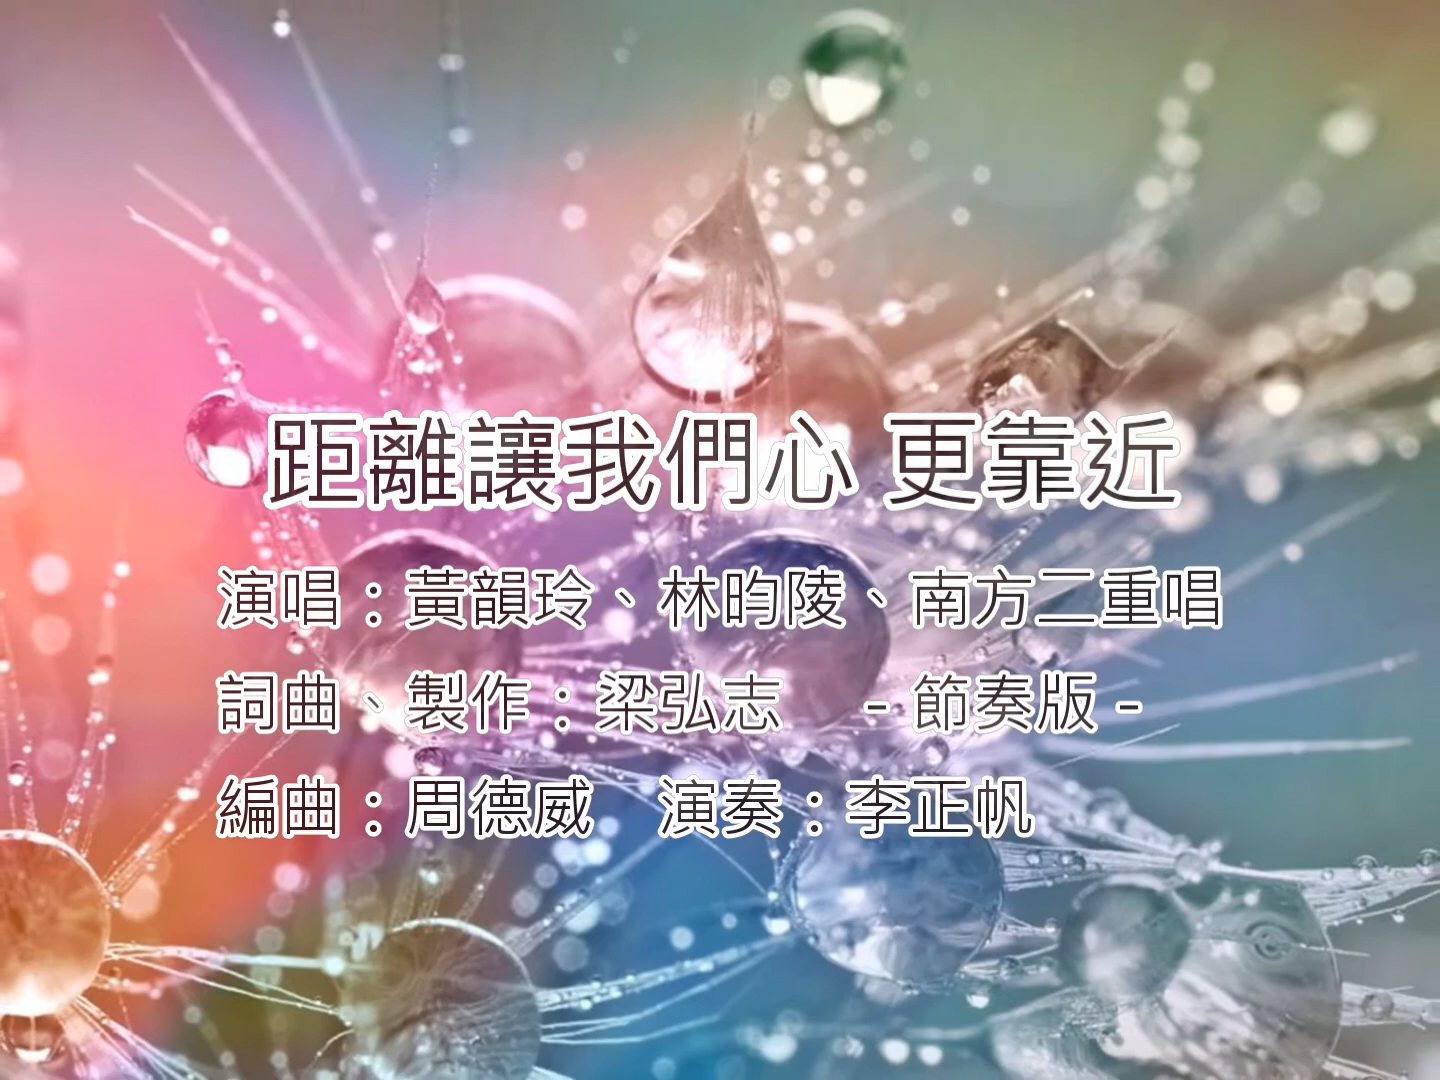 距離讓我們心 更靠近
演唱：黃韻玲、林昀陵、南方二重唱
詞曲、製作：梁弘志　- 節奏版 -
編曲：周德威　演奏：李正帆